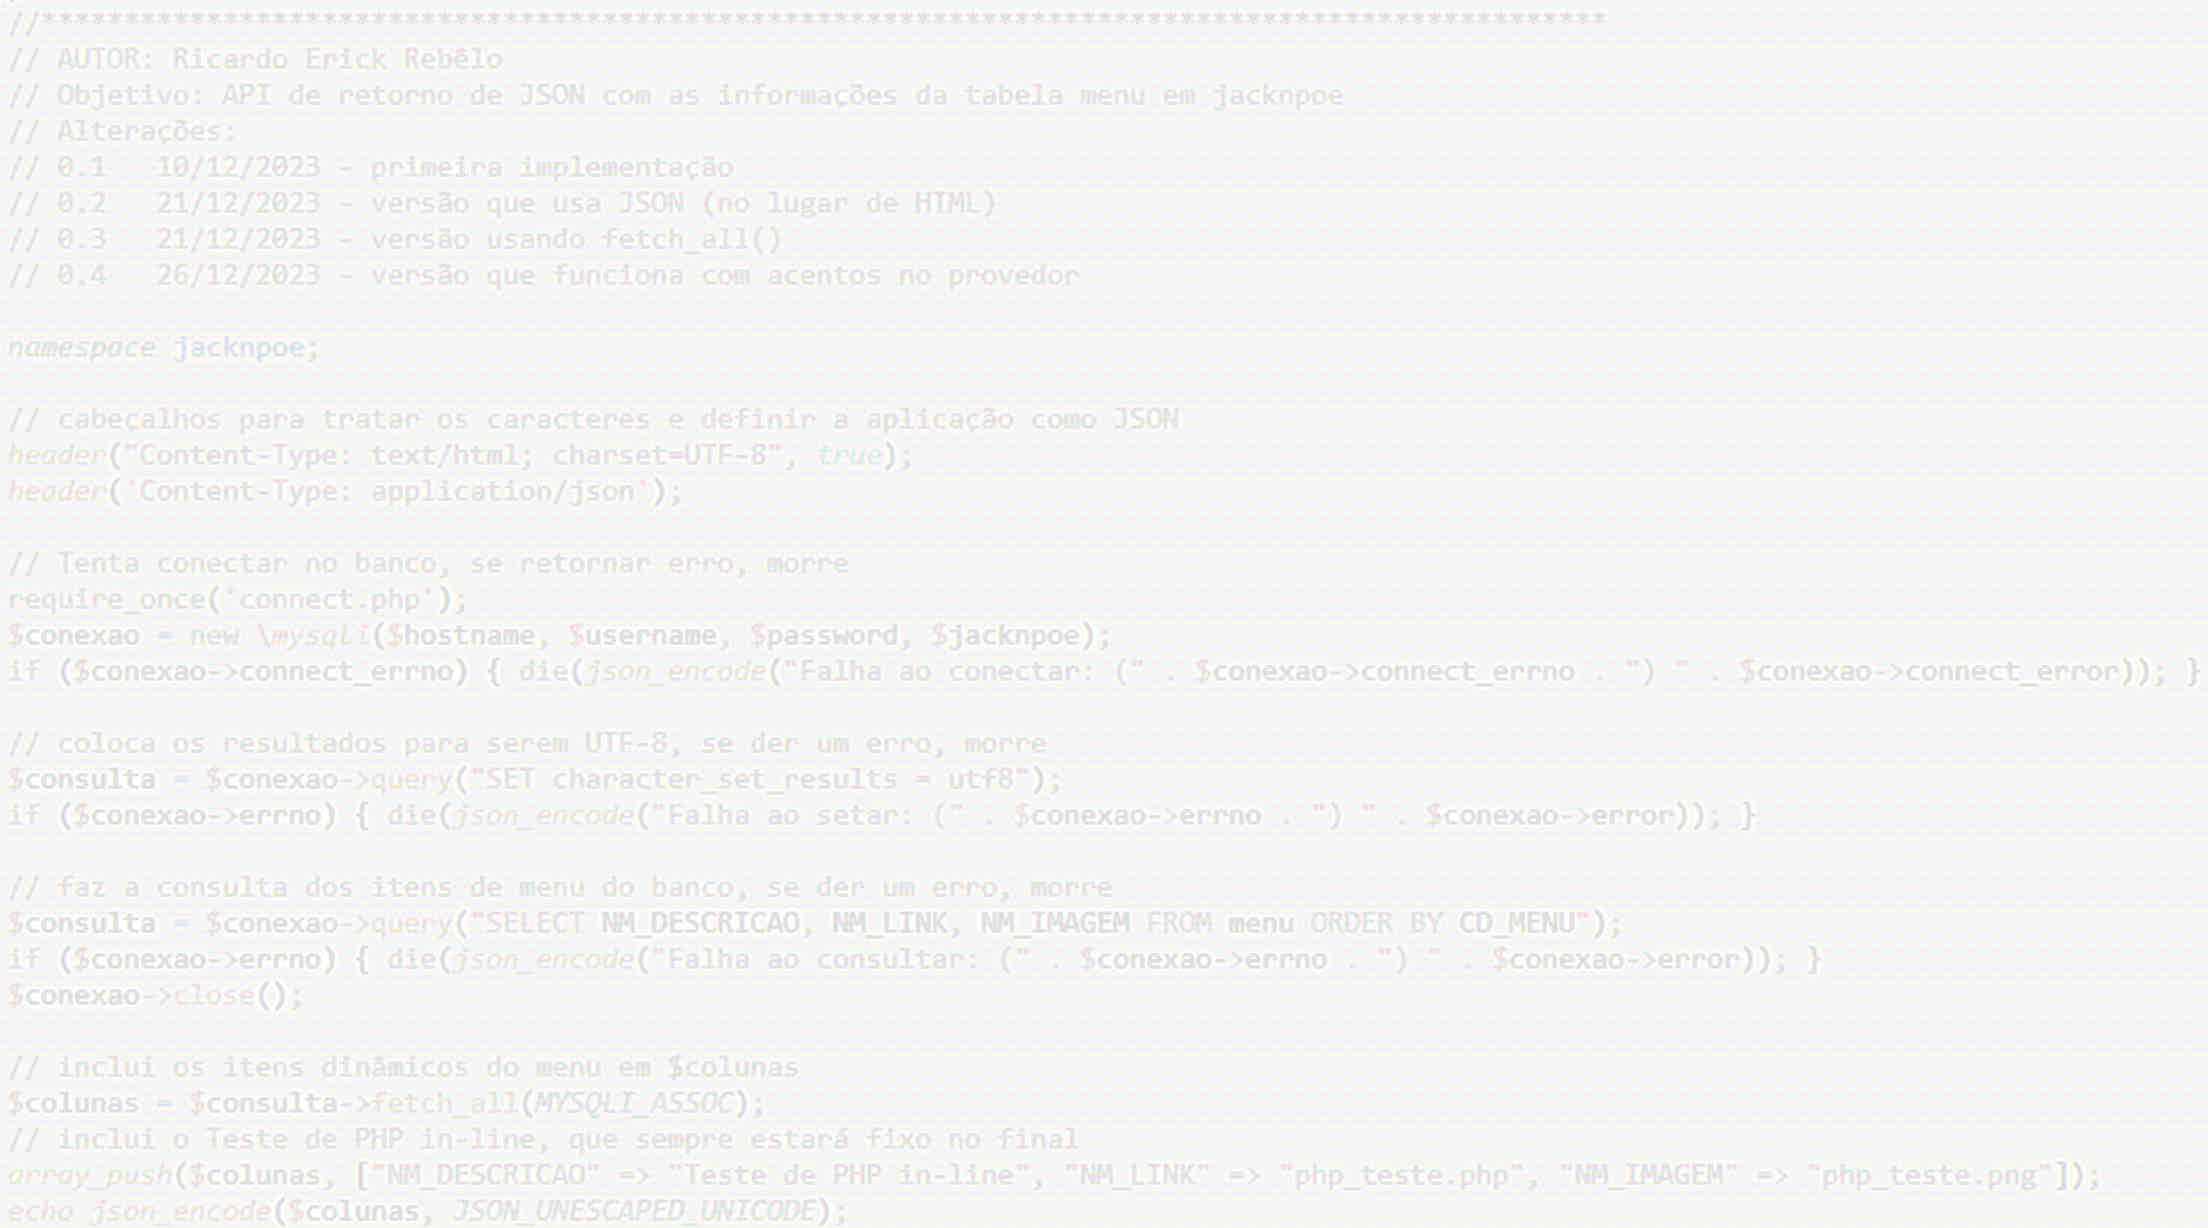 //***********************************************************************************************
// AUTOR: Ricardo Erick Rebêlo
// Objetivo: API de retorno de JSON com as informações da tabela menu em jacknpoe
// Alterações:
// 0.1   10/12/2023 - primeira implementação
// 0.2   21/12/2023 - versão que usa JSON (no lugar de HTML)
// 0.3   21/12/2023 - versão usando fetch_all()
// 0.4   26/12/2023 - versão que funciona com acentos no provedor
namespace jacknpoe;
// cabeçalhos para tratar os caracteres e definir a aplicação como JSON
header("Content-Type: text/html; charset=UTF-8", true);
header('Content-Type: application/json');
// Tenta conectar no banco, se retornar erro, morre
require_once('connect.php');
$conexao = new \mysqli($hostname, $username, $password, $jacknpoe);
if ($conexao->connect_errno) { die(json_encode("Falha ao conectar: (" . $conexao->connect_errno . ") " . $conexao->connect_error)); }
// coloca os resultados para serem UTF-8, se der um erro, morre
$consulta = $conexao->query("SET character_set_results = utf8");
if ($conexao->errno) { die(json_encode("Falha ao setar: (" . $conexao->errno . ") " . $conexao->error)); }
// faz a consulta dos itens de menu do banco, se der um erro, morre
$consulta = $conexao->query("SELECT NM_DESCRICAO, NM_LINK, NM_IMAGEM FROM menu ORDER BY CD_MENU");
if ($conexao->errno) { die(json_encode("Falha ao consultar: (" . $conexao->errno . ") " . $conexao->error)); }
$conexao->close();
// inclui os itens dinâmicos do menu em $colunas
$colunas = $consulta->fetch_all(MYSQLI_ASSOC);
// inclui o Teste de PHP in-line, que sempre estará fixo no final
array_push($colunas, ["NM_DESCRICAO" => "Teste de PHP in-line", "NM_LINK" => "php_teste.php", "NM_IMAGEM" => "php_teste.png"]);
echo json_encode($colunas, JSON_UNESCAPED_UNICODE);